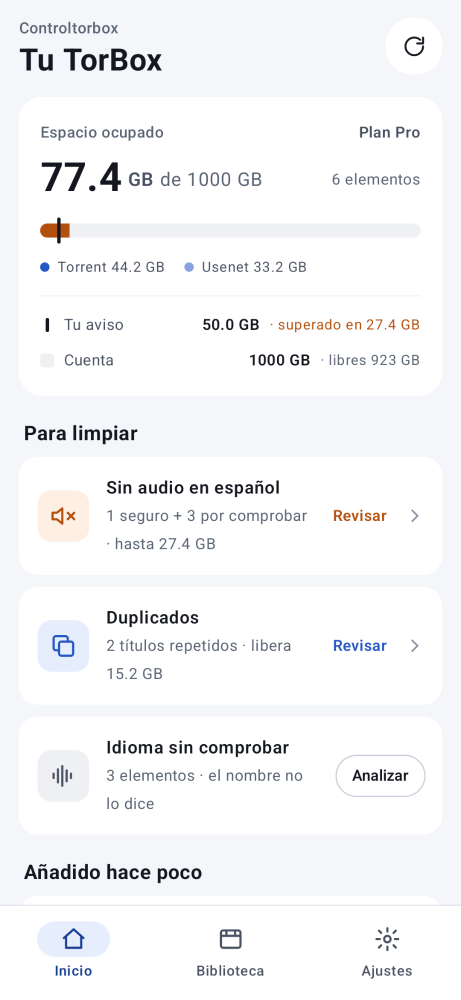 Controltorbox
Tu TorBox
Espacio ocupado
Plan Pro
77.4 GB de 1000 GB
6 elementos
Torrent 44.2 GB
Usenet 33.2 GB
Tu aviso
50.0 GB · superado en 27.4 GB
Cuenta
1000 GB · libres 923 GB
Para limpiar
Sin audio en español
1 seguro + 3 por comprobar
· hasta 27.4 GB
Revisar
Duplicados
2 títulos repetidos · libera
15.2 GB
Revisar
Idioma sin comprobar
3 elementos · el nombre no
lo dice
Analizar
Añadido hace poco
Inicio
Biblioteca
Ajustes